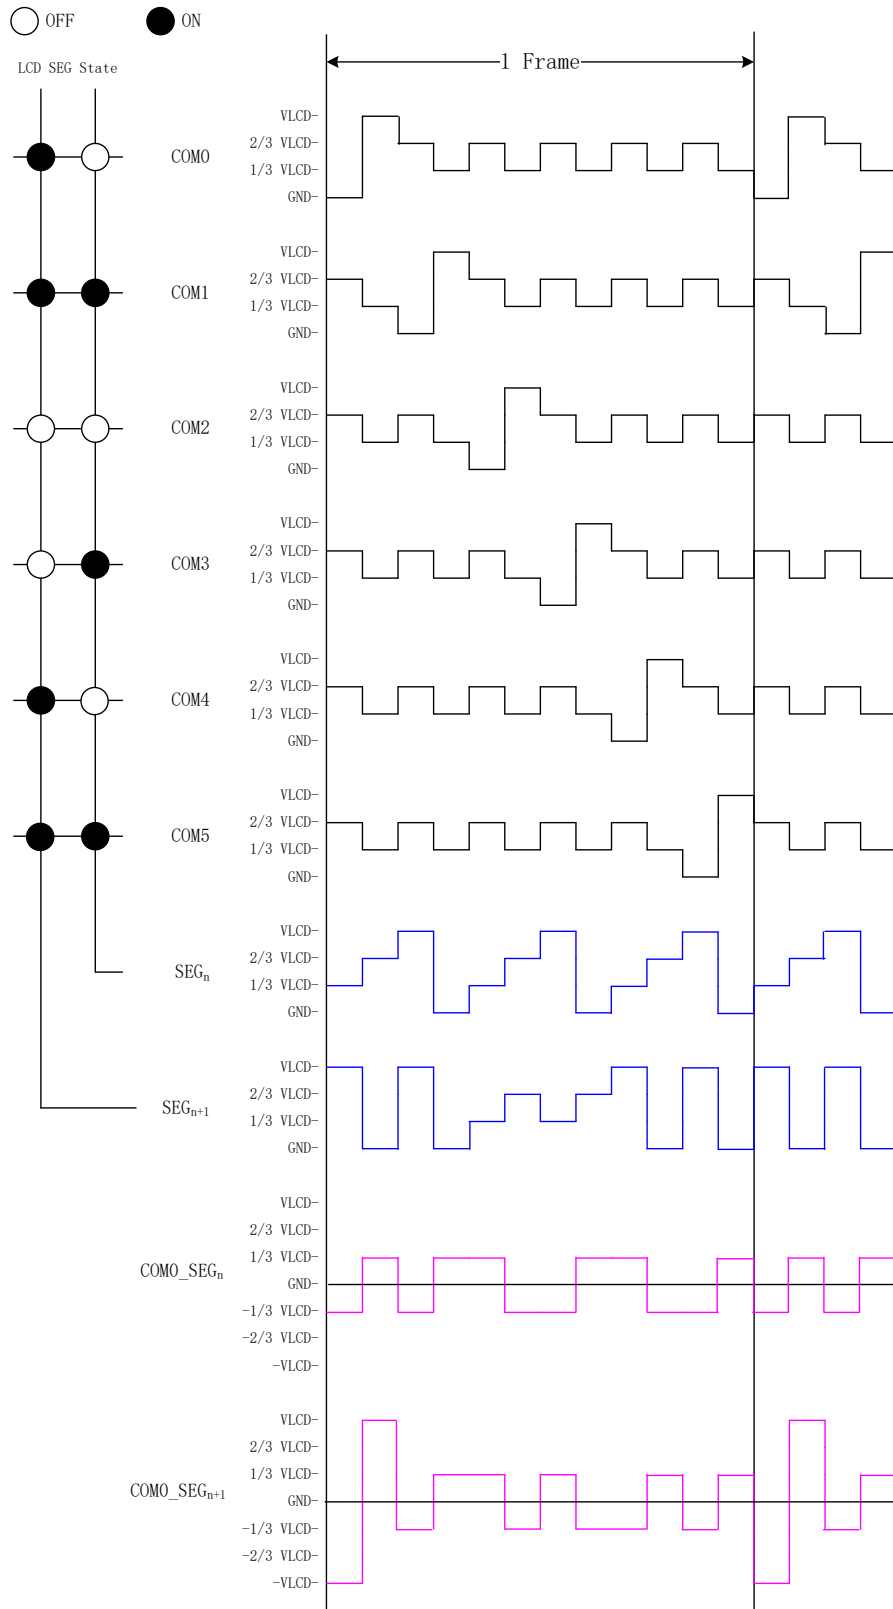 OFF
ON
LCD SEG State
1 Frame
COM0
VLCD-
2/3 VLCD-
1/3 VLCD-
GND-
COM1
VLCD-
2/3 VLCD-
1/3 VLCD-
GND-
COM2
VLCD-
2/3 VLCD-
1/3 VLCD-
GND-
COM3
VLCD-
2/3 VLCD-
1/3 VLCD-
GND-
COM4
VLCD-
2/3 VLCD-
1/3 VLCD-
GND-
COM5
VLCD-
2/3 VLCD-
1/3 VLCD-
GND-
SEGn
VLCD-
2/3 VLCD-
1/3 VLCD-
GND-
SEGn+1
VLCD-
2/3 VLCD-
1/3 VLCD-
GND-
COM0_SEGn
VLCD-
2/3 VLCD-
1/3 VLCD-
GND-
-1/3 VLCD-
-2/3 VLCD-
-VLCD-
COM0_SEGn+1
VLCD-
2/3 VLCD-
1/3 VLCD-
GND-
-1/3 VLCD-
-2/3 VLCD-
-VLCD-